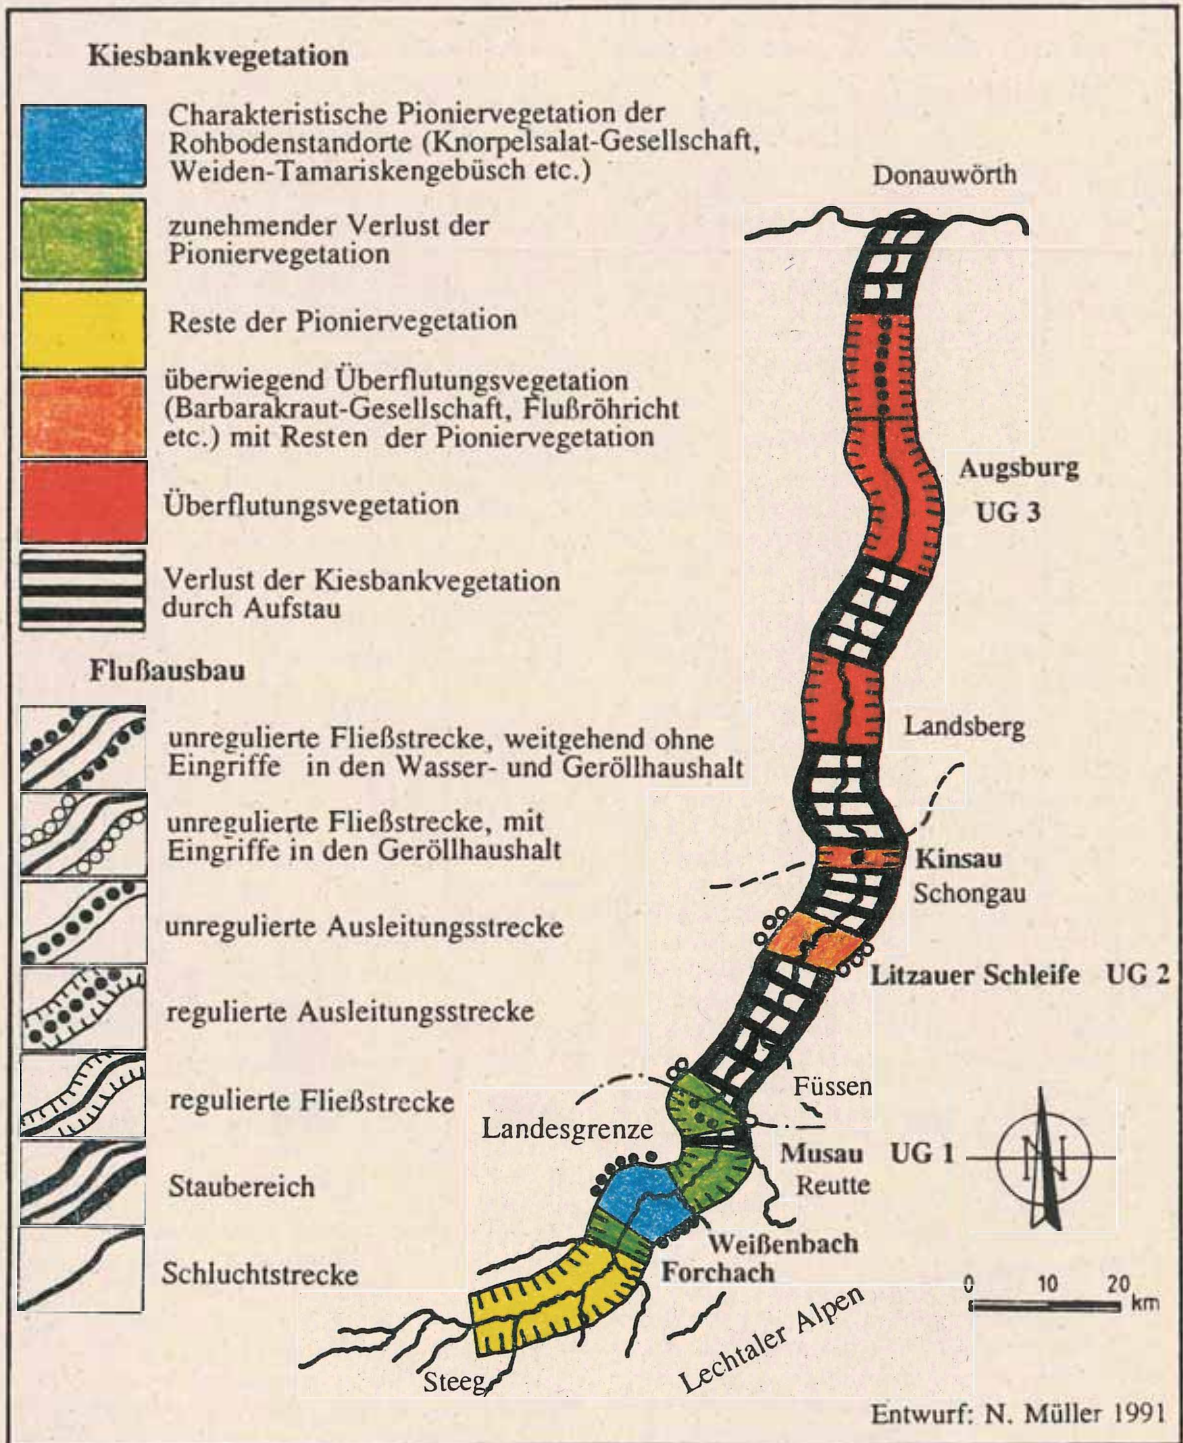 Kiesbankvegetation
Charakteristische Pioniervegetation der
Rohbodenstandorte (Knorpelsalat-Gesellschaft,
Weiden-Tamariskengebüsch etc.)
zunehmender Verlust der
Pioniervegetation
Reste der Pioniervegetation
überwiegend Überflutungsvegetation
(Barbarakraut-Gesellschaft, Flußröhricht
etc.) mit Resten der Pioniervegetation
Überflutungsvegetation
Verlust der Kiesbankvegetation
durch Aufstau
Flußausbau
unregulierte Fließstrecke, weitgehend ohne
Eingriffe in den Wasser- und Geröllhaushalt
unregulierte Fließstrecke, mit
Eingriffe in den Geröllhaushalt
unregulierte Ausleitungsstrecke
regulierte Ausleitungsstrecke
regulierte Fließstrecke
Staubereich
Schluchtstrecke
Donauwörth
Augsburg
UG 3
Landsberg
Kinsau
Schongau
Litzauer Schleife UG 2
Füssen
Landesgrenze
Musau UG 1
Reutte
N
Weißenbach
Forchach
Lechtaler Alpen
Steeg
0 10 20
km
Entwurf: N. Müller 1991